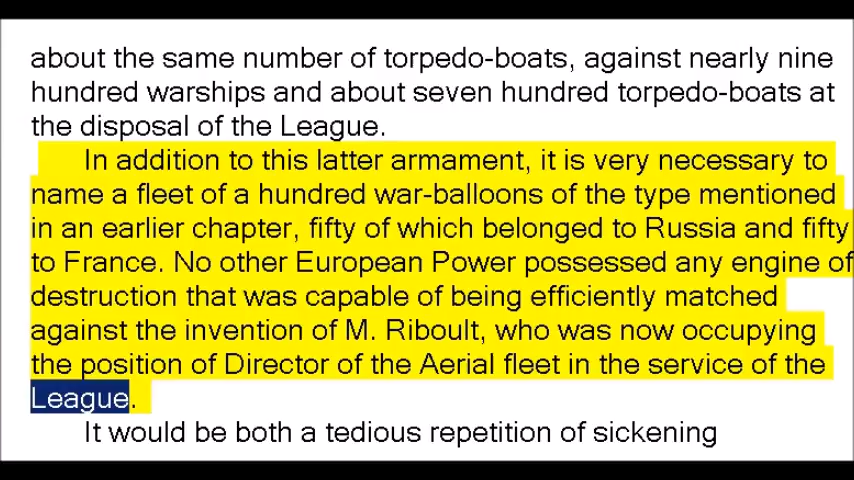 about the same number of torpedo-boats, against nearly nine
hundred warships and about seven hundred torpedo-boats at
the disposal of the League.
In addition to this latter armament, it is very necessary to
name a fleet of a hundred war-balloons of the type mentioned
in an earlier chapter, fifty of which belonged to Russia and fifty
to France. No other European Power possessed any engine of
destruction that was capable of being efficiently matched
against the invention of M. Riboult, who was now occupying
the position of Director of the Aerial fleet in the service of the
League.
It would be both a tedious repetition of sickening